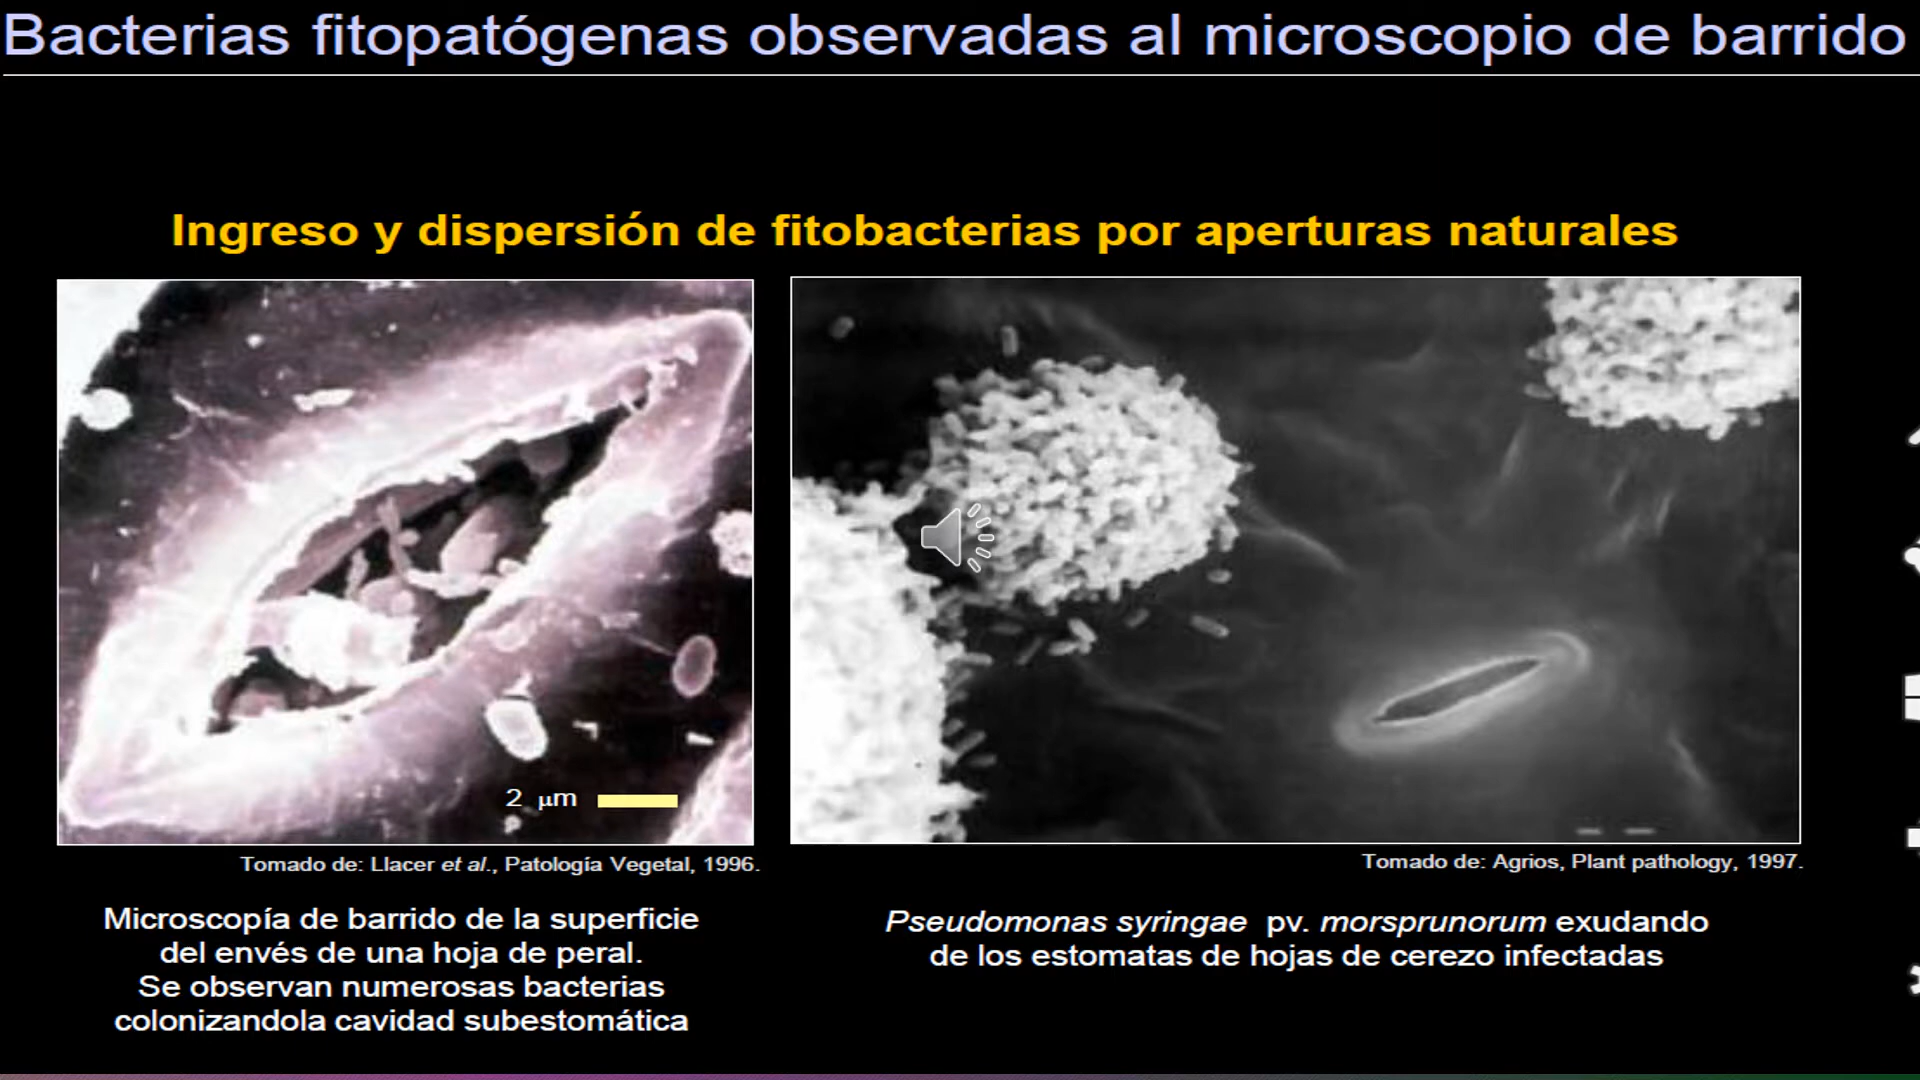 Bacterias fitopatógenas observadas al microscopio de barrido
Ingreso y dispersión de fitobacterias por aperturas naturales
2 μm
Tomado de: Llacer et al., Patología Vegetal, 1996.
Tomado de: Agrios, Plant pathology, 1997.
Microscopía de barrido de la superficie
del envés de una hoja de peral.
Se observan numerosas bacterias
colonizandola cavidad subestomática
Pseudomonas syringae pv. morsprunorum exudando
de los estomatas de hojas de cerezo infectadas